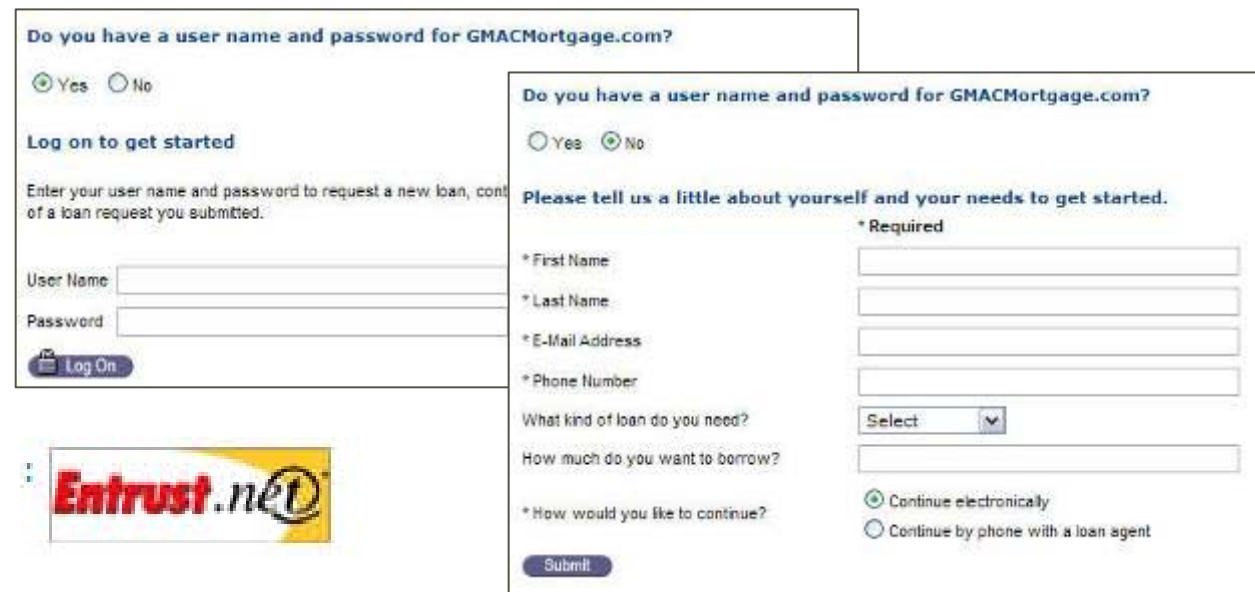 Do you have a user name and password for GMACMortgage.com?
Yes No
Log on to get started
Enter your user name and password to request a new loan, cont
of a loan request you submitted.
User Name
Password
Log On
Entrust.net
Do you have a user name and password for GMACMortgage.com?
Yes No
Please tell us a little about yourself and your needs to get started.
* Required
* First Name
* Last Name
* E-Mail Address
* Phone Number
What kind of loan do you need? Select
How much do you want to borrow?
* How would you like to continue? Continue electronically
Continue by phone with a loan agent
Submit